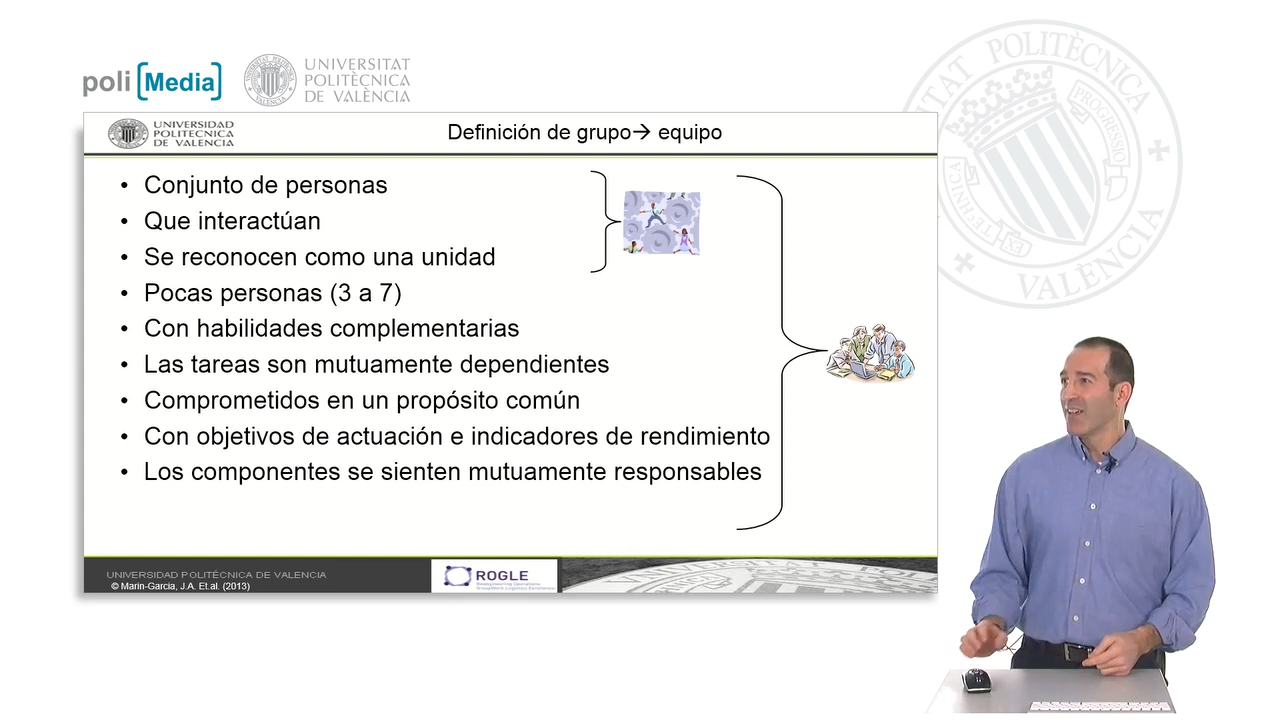 poli [Media]
UNIVERSITAT
POLITÈCNICA
DE VALÈNCIA
UNIVERSIDAD
POLITECNICA
DE VALENCIA
Definición de grupo→ equipo
• Conjunto de personas
• Que interactúan
• Se reconocen como una unidad
• Pocas personas (3 a 7)
• Con habilidades complementarias
• Las tareas son mutuamente dependientes
• Comprometidos en un propósito común
• Con objetivos de actuación e indicadores de rendimiento
• Los componentes se sienten mutuamente responsables
UNIVERSIDAD POLITÉCNICA DE VALENCIA
© Marin-Garcia, J.A. Et.al. (2013)
ROGLE
POLITÈCNICA
VALÈNCIA
PROGRESSIO